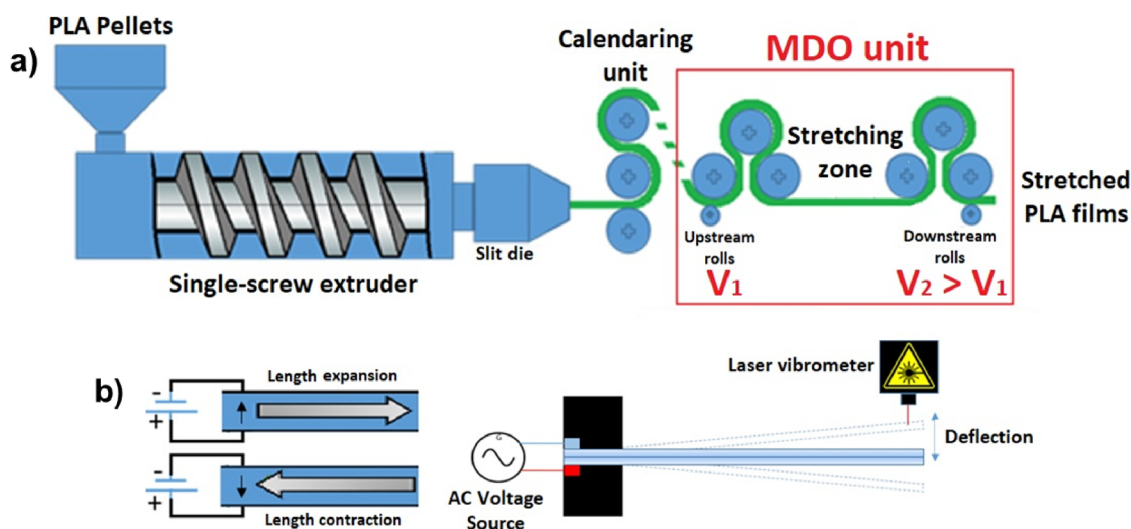 a)
PLA Pellets
Single-screw extruder
Slit die
Calendaring
unit
MDO unit
Stretching
zone
Upstream
rolls
V1
Downstream
rolls
V2 > V1
Stretched
PLA films
b)
-
+
Length expansion
-
+
Length contraction
G
AC Voltage
Source
Laser vibrometer
Deflection